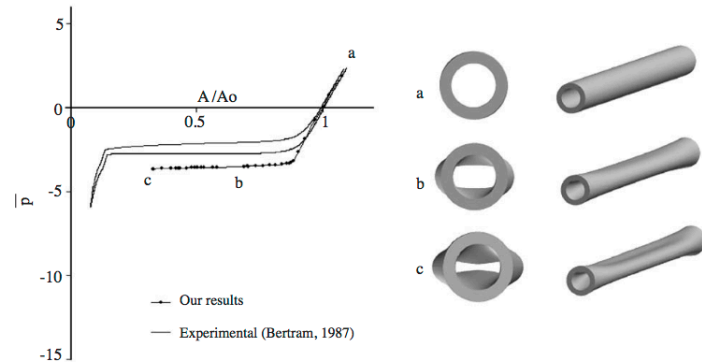 5
a
A/Ao
0
0
0.5
1
c
b
-5
p
-10
Our results
Experimental (Bertram, 1987)
-15
a
b
c